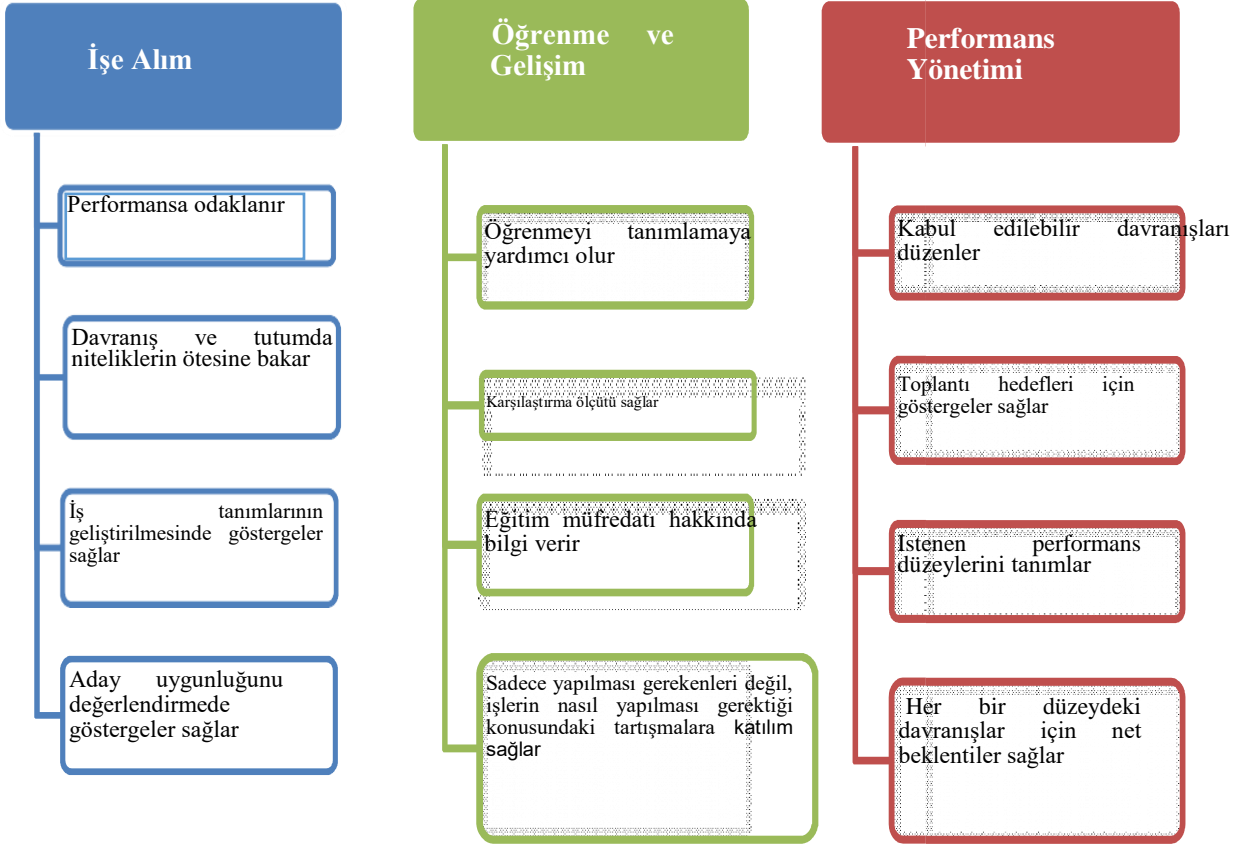 İşe Alım
Performansa odaklanır
Davranış ve tutumda
niteliklerin ötesine bakar
İş tanımlarının
geliştirilmesinde göstergeler
sağlar
Aday uygunluğunu
değerlendirmede
göstergeler sağlar
Öğrenme ve
Gelişim
Öğrenmeyi tanımlamaya
yardımcı olur
Karşılaştırma ölçütü sağlar
Eğitim müfredatı hakkında
bilgi verir
Sadece yapılması gerekenleri değil,
işlerin nasıl yapılması gerektiği
konusundaki tartışmalara katılım
sağlar
Performans
Yönetimi
Kabul edilebilir davranışları
düzenler
Toplantı hedefleri için
göstergeler sağlar
İstenen performans
düzeylerini tanımlar
Her bir düzeydeki
davranışlar için net
beklentiler sağlar